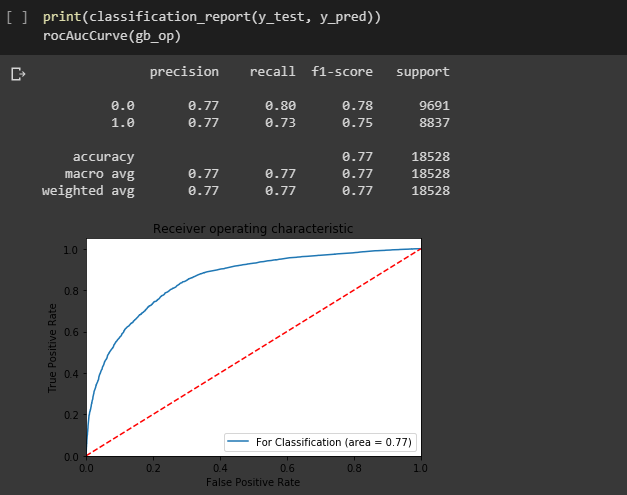 [ ] print(classification_report(y_test, y_pred))
rocAucCurve(gb_op)
precision recall f1-score support
0.0 0.77 0.80 0.78 9691
1.0 0.77 0.73 0.75 8837
accuracy 0.77 18528
macro avg 0.77 0.77 0.77 18528
weighted avg 0.77 0.77 0.77 18528
Receiver operating characteristic
1.0
0.8
0.6
0.4
0.2
0.0
True Positive Rate
For Classification (area = 0.77)
0.0 0.2 0.4 0.6 0.8 1.0
False Positive Rate